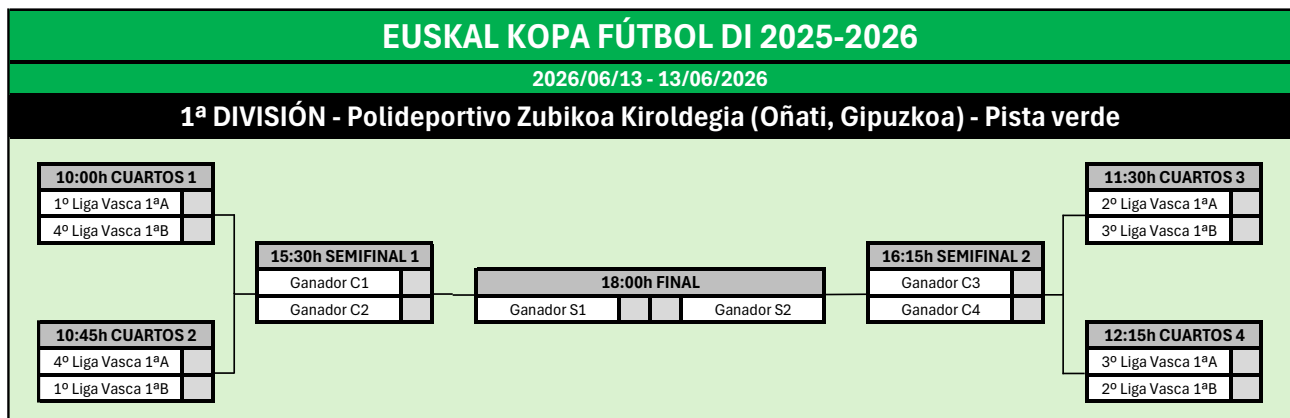 EUSKAL KOPA FÚTBOL DI 2025-2026
2026/06/13 - 13/06/2026
1ª DIVISIÓN - Polideportivo Zubikoa Kiroldegia (Oñati, Gipuzkoa) - Pista verde
10:00h CUARTOS 1
1º Liga Vasca 1ªA
4º Liga Vasca 1ªB
10:45h CUARTOS 2
4º Liga Vasca 1ªA
1º Liga Vasca 1ªB
15:30h SEMIFINAL 1
Ganador C1
Ganador C2
18:00h FINAL
Ganador S1 Ganador S2
16:15h SEMIFINAL 2
Ganador C3
Ganador C4
11:30h CUARTOS 3
2º Liga Vasca 1ªA
3º Liga Vasca 1ªB
12:15h CUARTOS 4
3º Liga Vasca 1ªA
2º Liga Vasca 1ªB